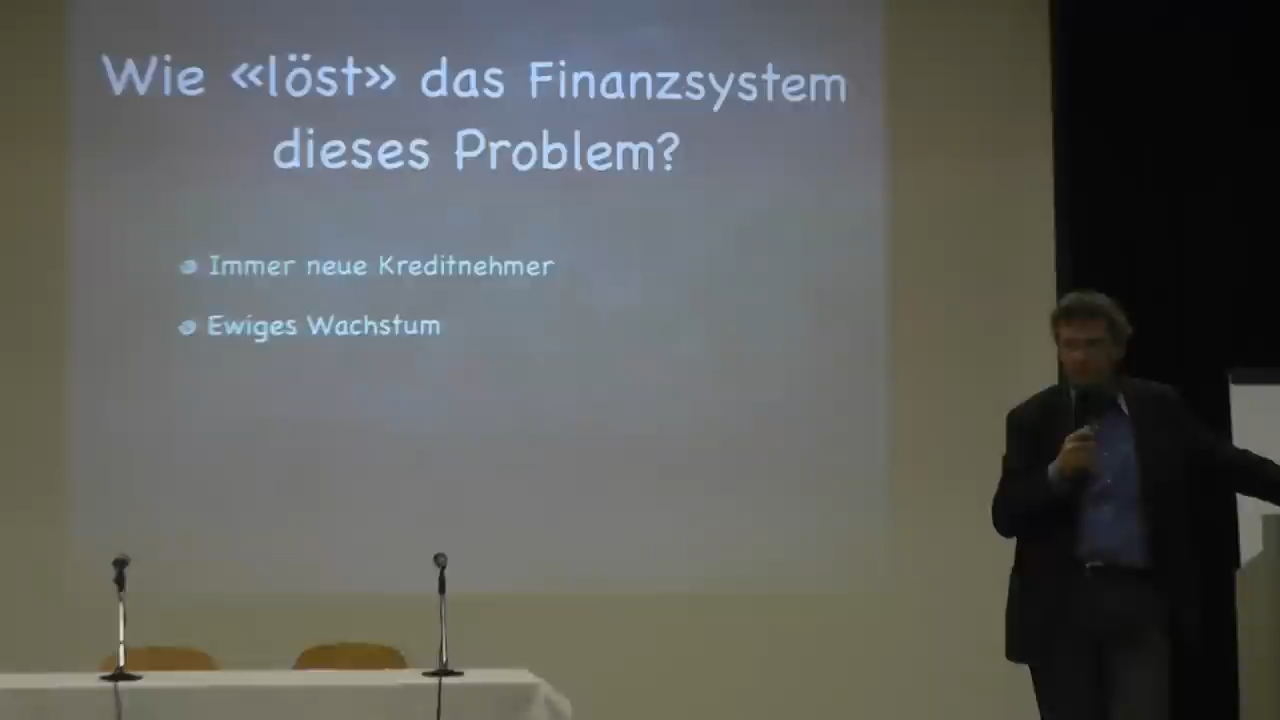 Wie «löst» das Finanzsystem
dieses Problem?
Immer neue Kreditnehmer
Ewiges Wachstum